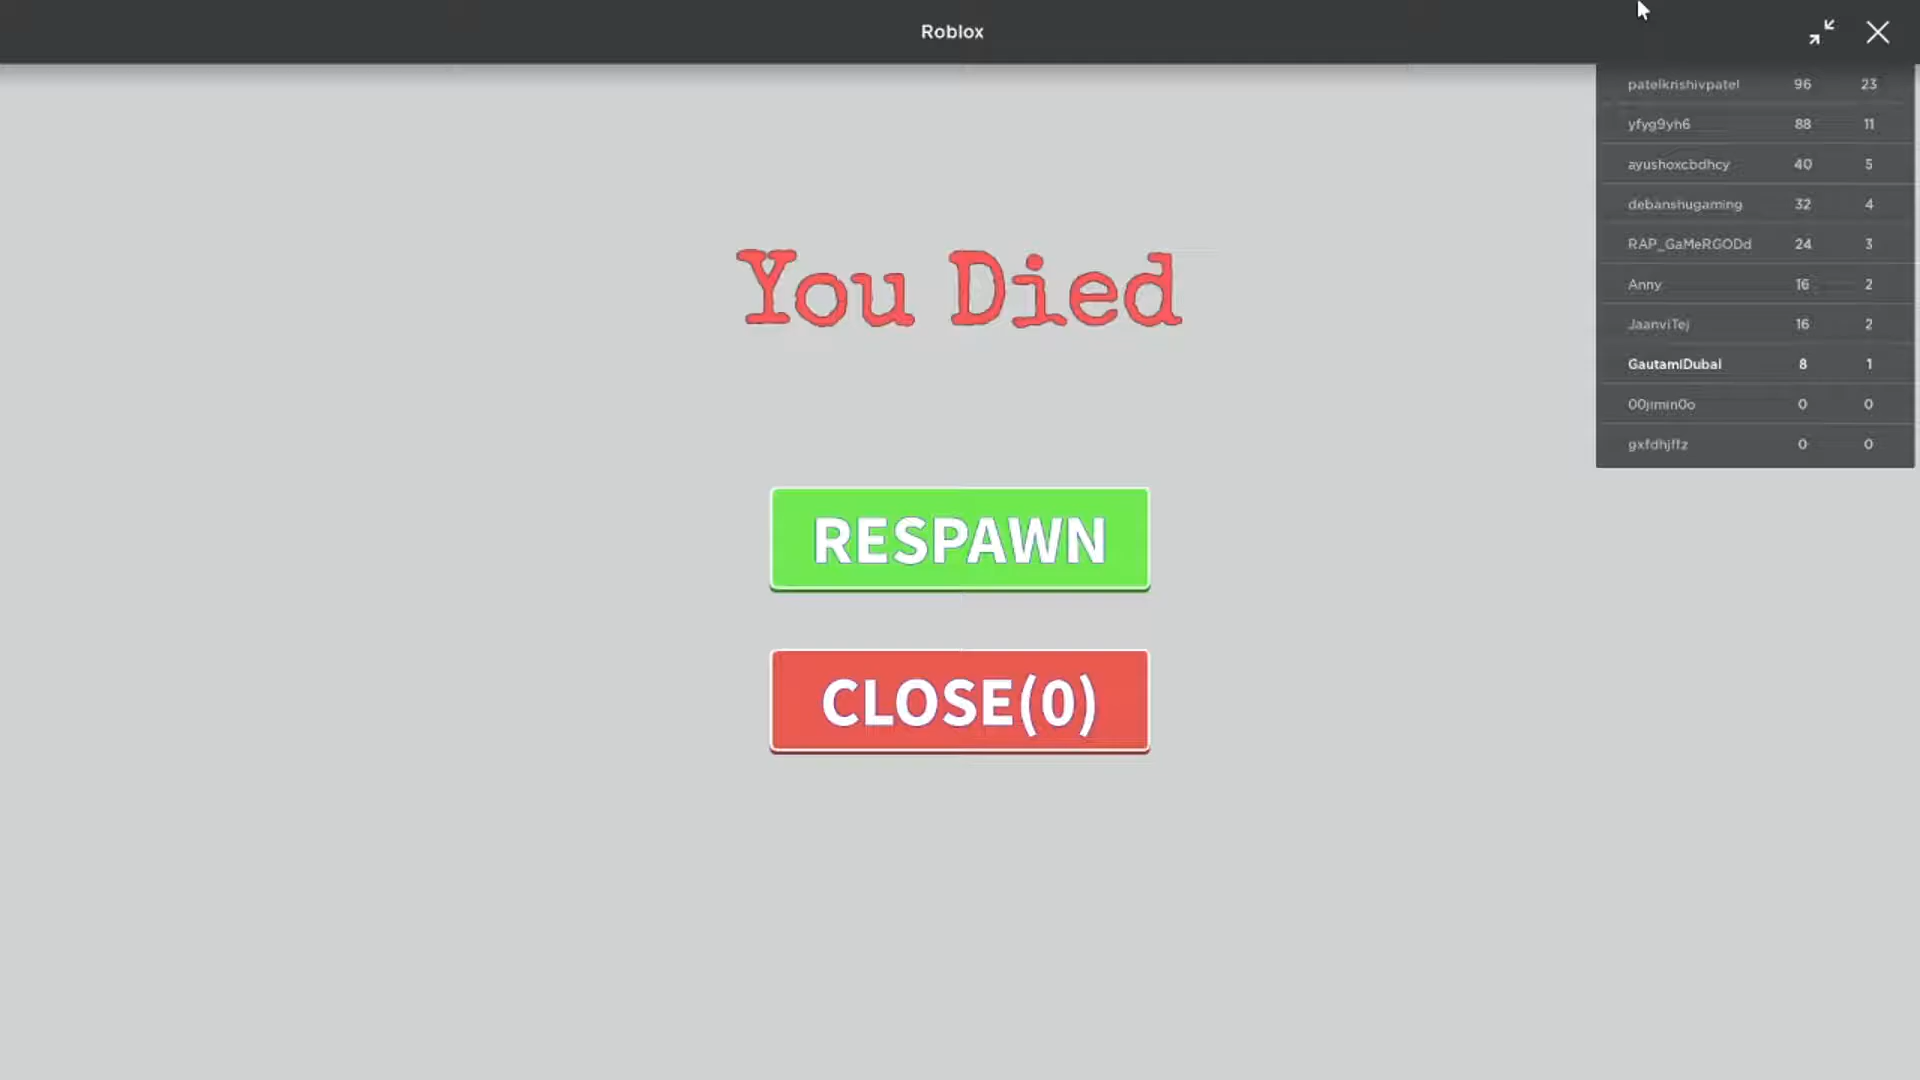 Roblox
patelkrishivpatel 96 23
yfyg9yh6 88 11
ayushoxcbdhcy 40 5
debanshugaming 32 4
RAP_GaMeRGODd 24 3
Anny 16 2
JaanviTej 16 2
GautamIDubai 8 1
00jimin0o 0 0
gxfdhjffz 0 0
You Died
RESPAWN
CLOSE(0)